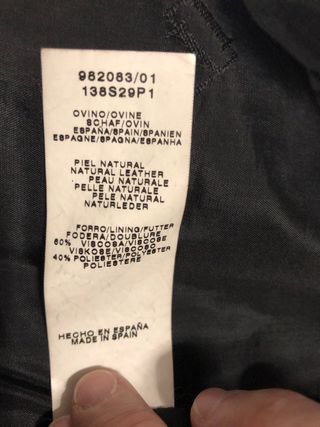 982083/01
138S29P1
OVINO/OVINE
SCHAF/OVIN
ESPAÑA/SPAIN/SPANIEN
ESPAGNE/SPAGNA/ESPANHA
PIEL NATURAL
NATURAL LEATHER
PEAU NATURALE
PELLE NATURALE
PELE NATURAL
NATURLEDER
FORRO/LINING/FUTTER
FODERA/DOUBLURE
60% VISCOSA/VISCOSE
VISKOSE/VISCOSE
40% POLIESTER/POLYESTER
POLIESTERE
HECHO EN ESPAÑA
MADE IN SPAIN